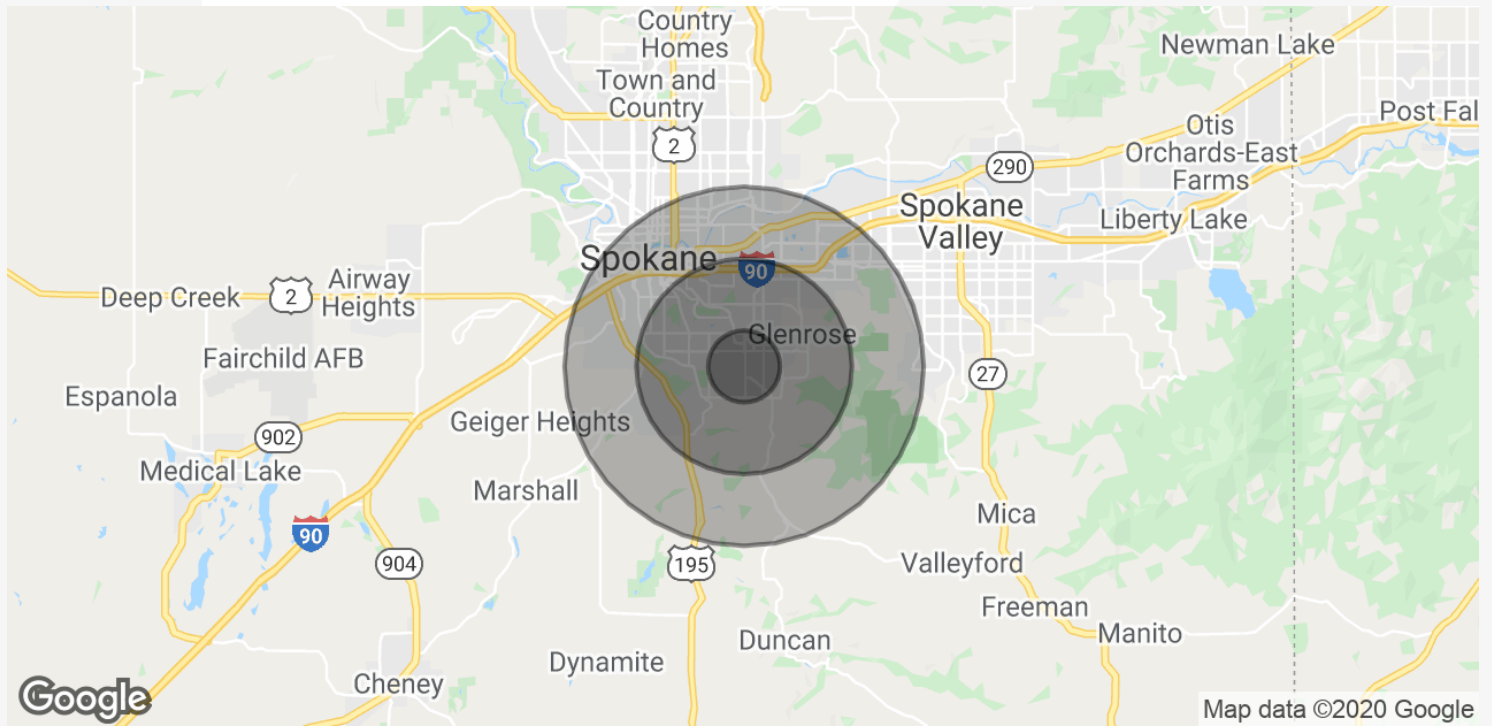 Country
Homes
Newman Lake
Town and
Country
Post Fal
2
Otis
Orchards-East
Farms
290
Spokane
Valley
Liberty Lake
Spokane
90
Airway
Heights
Deep Creek
2
Glenrose
Fairchild AFB
27
Espanola
Geiger Heights
902
Medical Lake
Marshall
Mica
90
904
195
Valleyford
Freeman
Manito
Duncan
Dynamite
Cheney
Google
Map data ©2020 Google